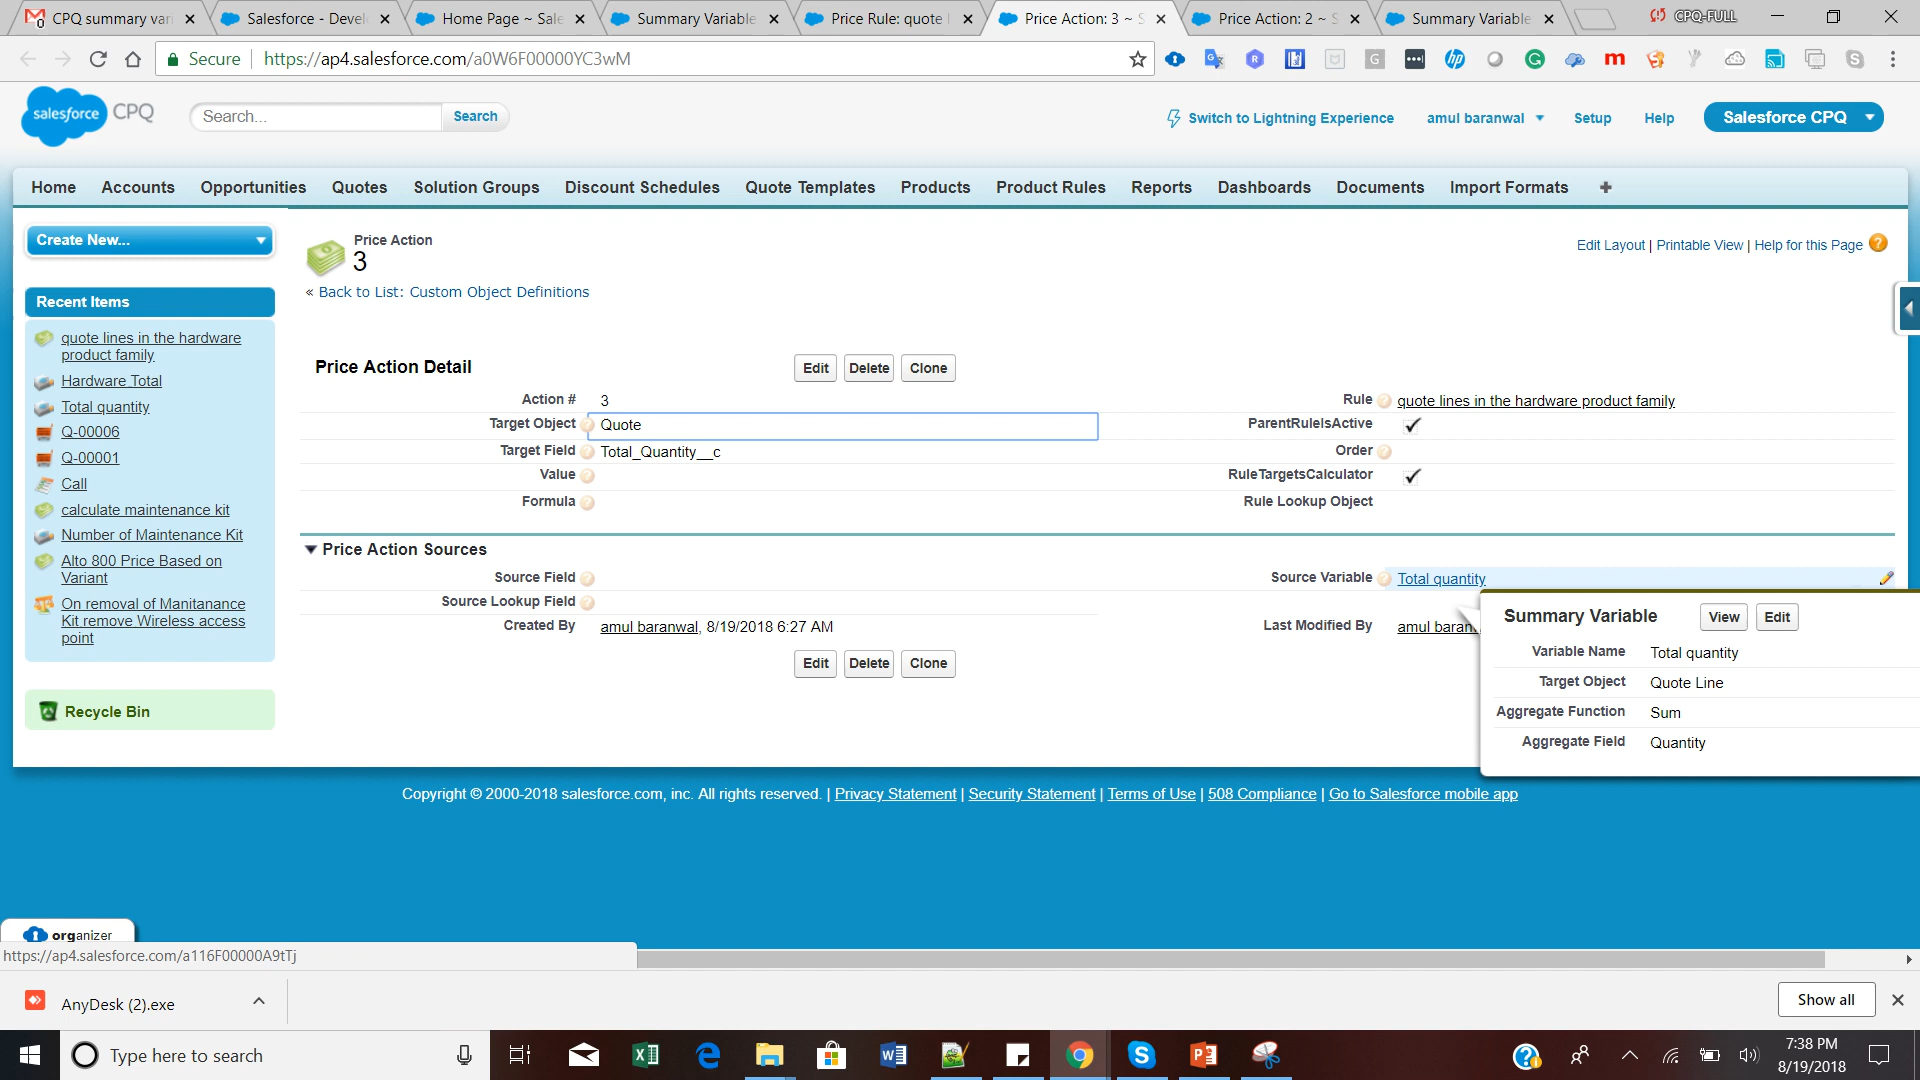 CPQ summary vari
Salesforce - Devel
Home Page ~ Sale
Summary Variable
Price Rule: quote l
Price Action: 3 ~ S
Price Action: 2 ~ S
Summary Variable
CPQ-FULL
Secure
https://ap4.salesforce.com/a0W6F00000YC3wM
salesforce CPQ
Search...
Search
Switch to Lightning Experience
amul baranwal
Setup
Help
Salesforce CPQ
Home Accounts Opportunities Quotes Solution Groups Discount Schedules Quote Templates Products Product Rules Reports Dashboards Documents Import Formats +
Create New...
Recent Items
quote lines in the hardware
product family
Hardware Total
Total quantity
Q-00006
Q-00001
Call
calculate maintenance kit
Number of Maintenance Kit
Alto 800 Price Based on
Variant
On removal of Manitanance
Kit remove Wireless access
point
Recycle Bin
Price Action
3
« Back to List: Custom Object Definitions
Edit Layout | Printable View | Help for this Page
Price Action Detail
Edit Delete Clone
Action # 3
Rule quote lines in the hardware product family
Target Object Quote
ParentRuleIsActive
Target Field Total_Quantity__c
Order
Value
RuleTargetsCalculator
Formula
Rule Lookup Object
Price Action Sources
Source Field
Source Variable Total quantity
Source Lookup Field
Created By amul baranwal, 8/19/2018 6:27 AM
Last Modified By amul baran
Edit Delete Clone
Summary Variable
View Edit
Variable Name Total quantity
Target Object Quote Line
Aggregate Function Sum
Aggregate Field Quantity
Copyright © 2000-2018 salesforce.com, inc. All rights reserved. | Privacy Statement | Security Statement | Terms of Use | 508 Compliance | Go to Salesforce mobile app
organizer
https://ap4.salesforce.com/a116F00000A9tTj
AnyDesk (2).exe
Show all
Type here to search
7:38 PM
8/19/2018